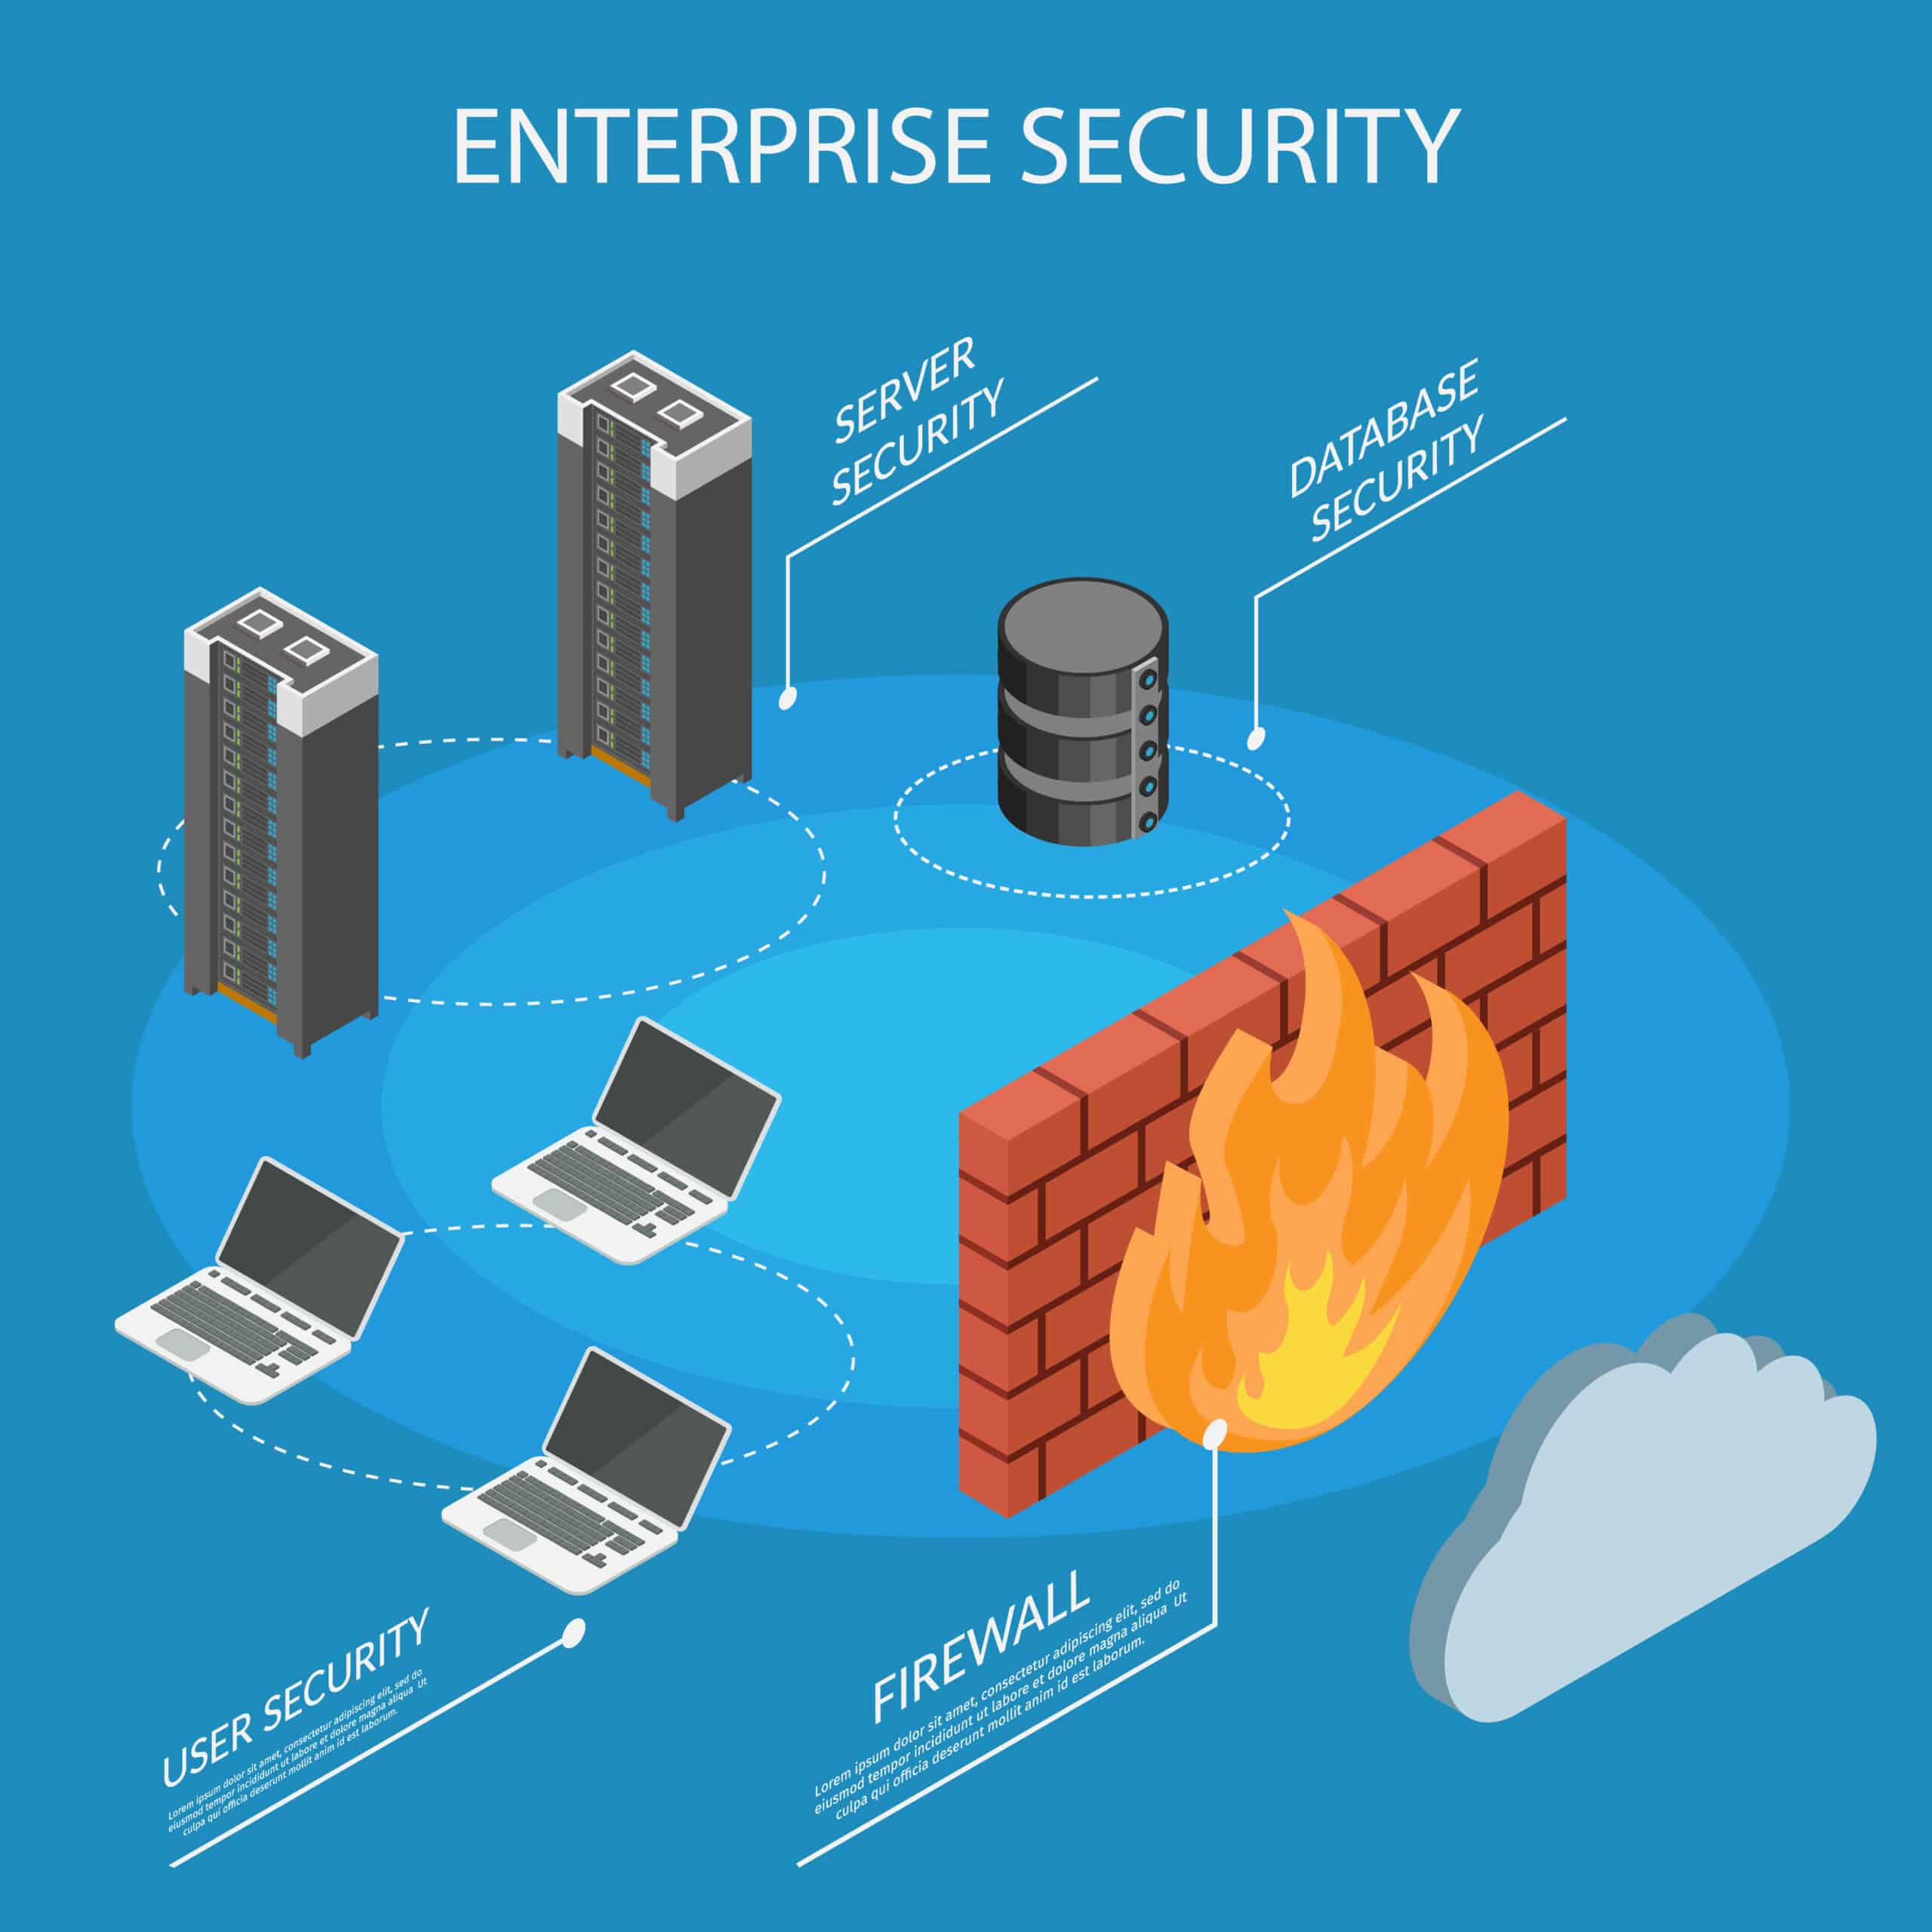 ENTERPRISE SECURITY
SERVER
SECURITY
DATABASE
SECURITY
USER SECURITY
Lorem ipsum dolor sit amet, consectetur adipiscing elit, sed do
eiusmod tempor incididunt ut labore et dolore magna aliqua Ut
culpa qui officia deserunt mollit anim id est laborum.
FIREWALL
Lorem ipsum dolor sit amet, consectetur adipiscing elit, sed do
eiusmod tempor incididunt ut labore et dolore magna aliqua Ut
culpa qui officia deserunt mollit anim id est laborum.